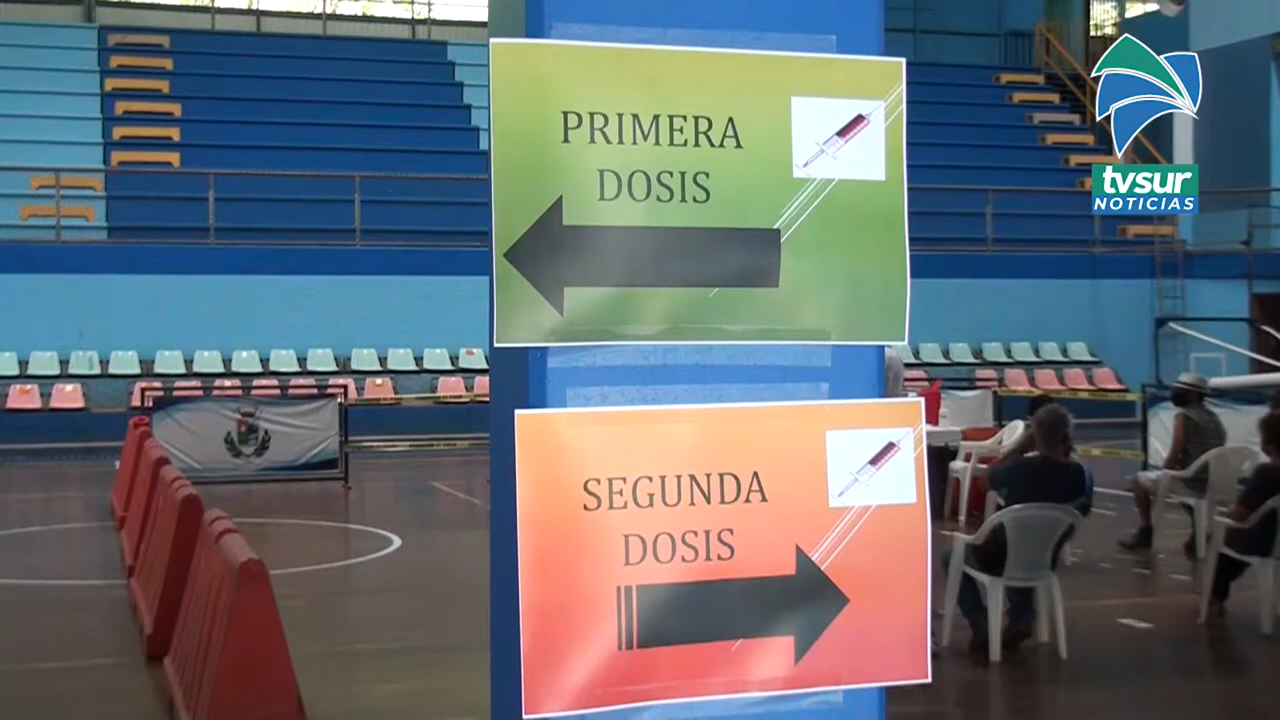 PRIMERA
DOSIS
SEGUNDA
DOSIS
tvsur
NOTICIAS